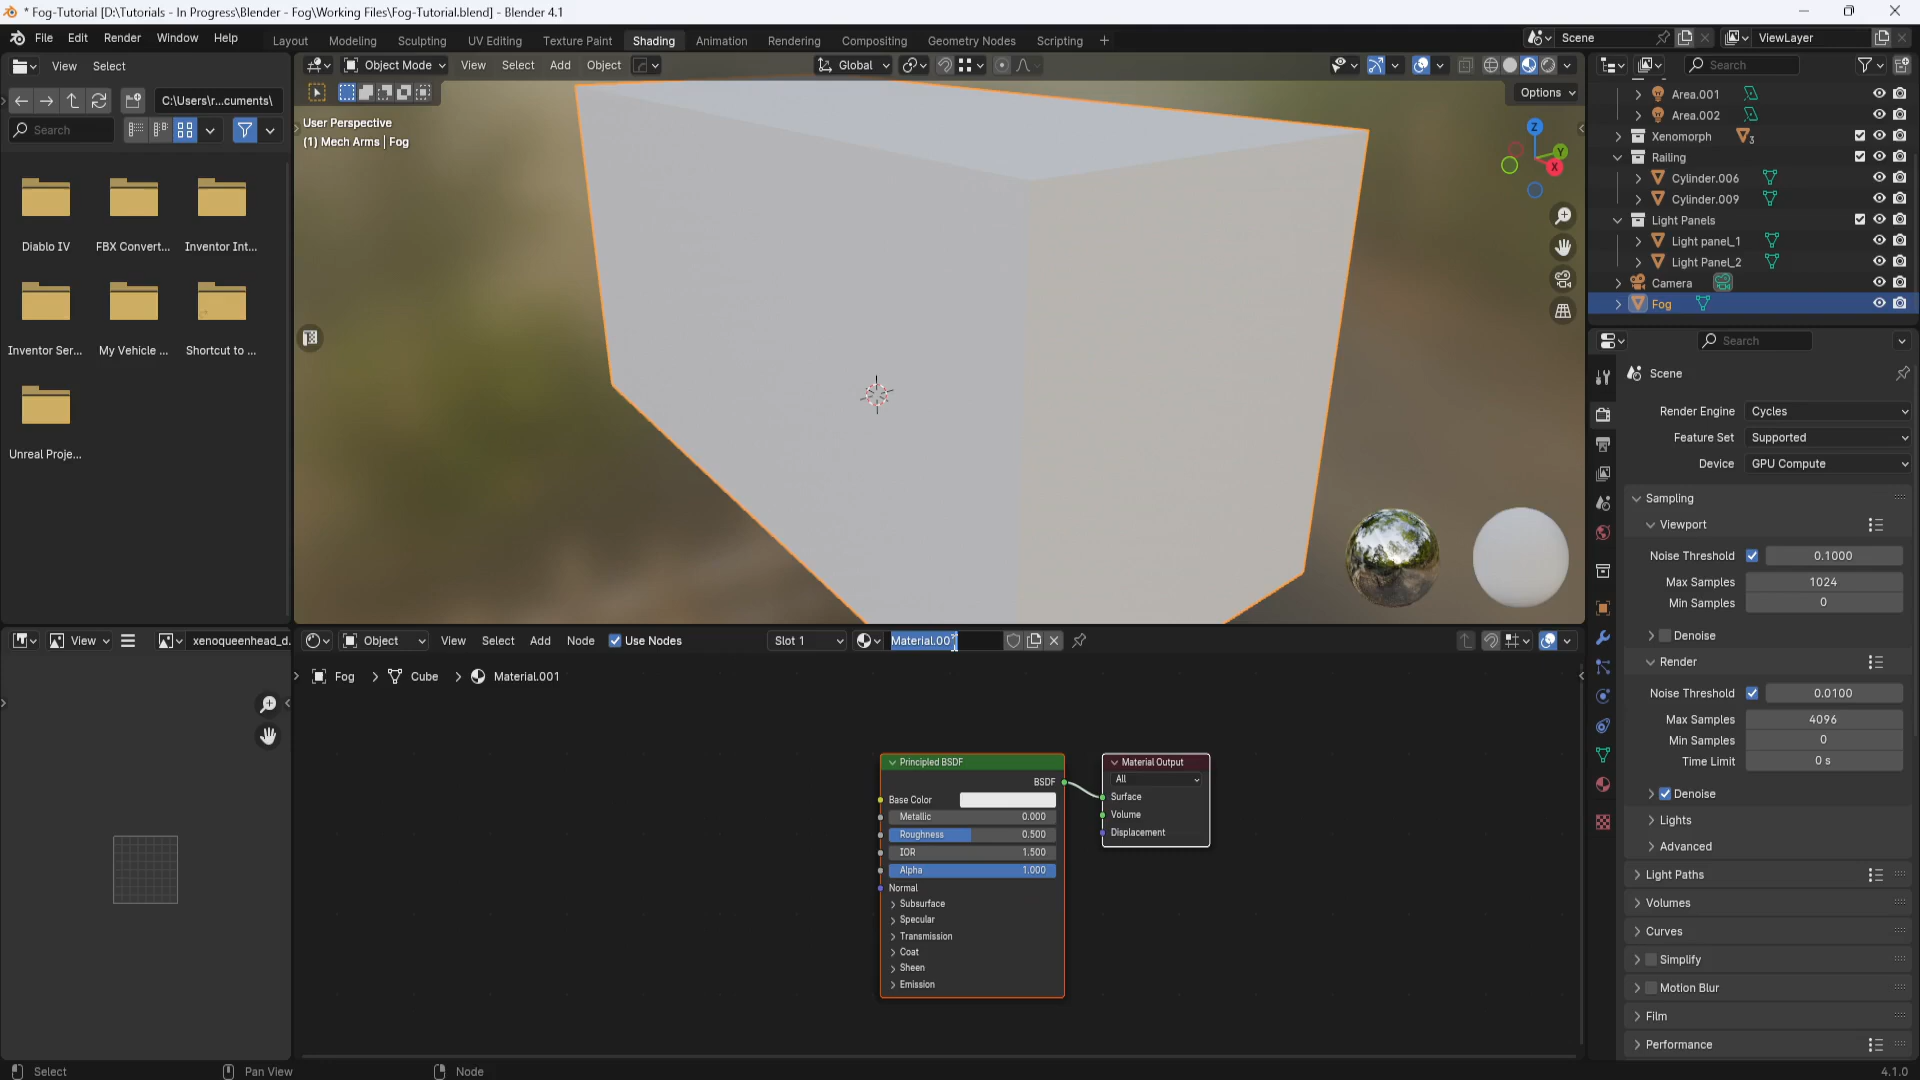 * Fog-Tutorial [D:\Tutorials - In Progress\Blender - Fog\Working Files\Fog-Tutorial.blend] - Blender 4.1
File Edit Render Window Help
Layout Modeling Sculpting UV Editing Texture Paint Shading Animation Rendering Compositing Geometry Nodes Scripting +
Scene
ViewLayer
View Select
Object Mode View Select Add Object
Global
Search
C:\Users\r...cuments\
Search
Options
User Perspective
(1) Mech Arms | Fog
Z
Y
X
Diablo IV FBX Convert... Inventor Int...
Inventor Ser... My Vehicle ... Shortcut to ...
Unreal Proje...
Area.001
Area.002
Xenomorph 3
Railing
Cylinder.006
Cylinder.009
Light Panels
Light panel_1
Light Panel_2
Camera
Fog
Search
Scene
Render Engine Cycles
Feature Set Supported
Device GPU Compute
Sampling
Viewport
Noise Threshold 0.1000
Max Samples 1024
Min Samples 0
Denoise
Render
Noise Threshold 0.0100
Max Samples 4096
Min Samples 0
Time Limit 0 s
Denoise
Lights
Advanced
Light Paths
Volumes
Curves
Simplify
Motion Blur
Film
Performance
View
xenoqueenhead_d.
Object View Select Add Node Use Nodes Slot 1
Fog > Cube > Material.001
Principled BSDF
BSDF
Base Color
Metallic 0.000
Roughness 0.500
IOR 1.500
Alpha 1.000
Normal
Subsurface
Specular
Transmission
Coat
Sheen
Emission
Material Output
All
Surface
Volume
Displacement
Select Pan View Node 4.1.0